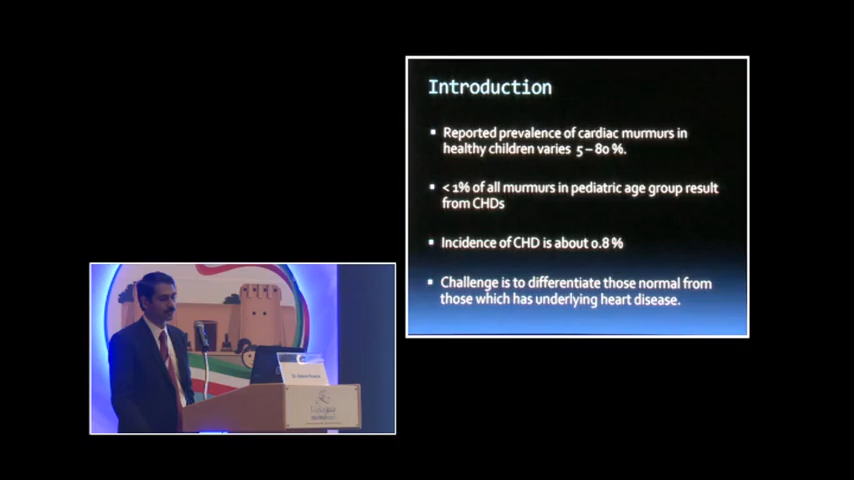 Introduction
Reported prevalence of cardiac murmurs in
healthy children varies 5 – 80 %.
< 1% of all murmurs in pediatric age group result
from CHDs
Incidence of CHD is about 0.8 %
Challenge is to differentiate those normal from
those which has underlying heart disease.